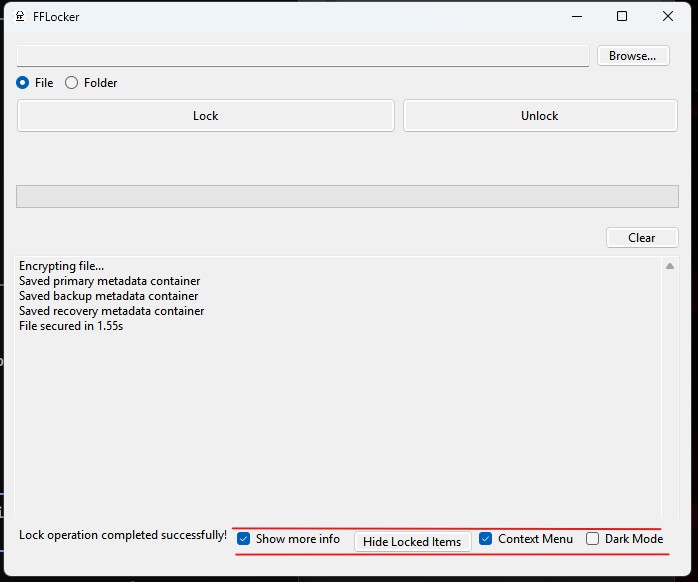 FFLocker
Browse...
File Folder
Lock Unlock
Clear
Encrypting file...
Saved primary metadata container
Saved backup metadata container
Saved recovery metadata container
File secured in 1.55s
Lock operation completed successfully! Show more info Hide Locked Items Context Menu Dark Mode